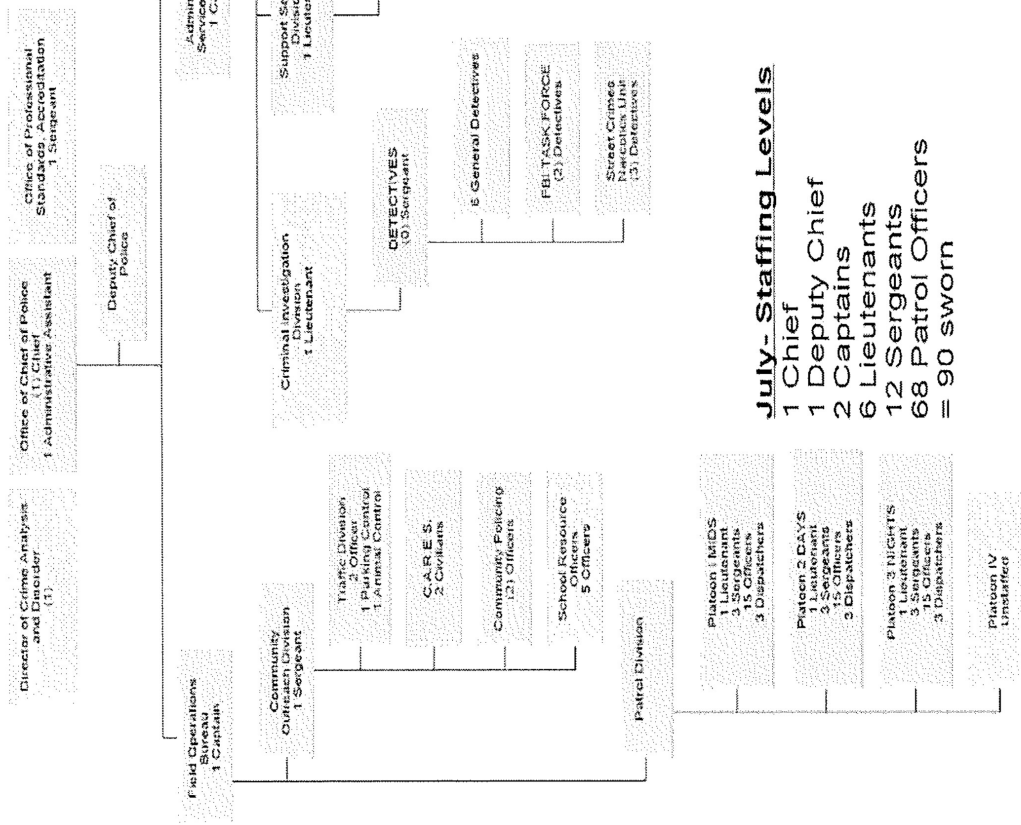 Director of Crime Analysis
and Disorder
(1)
Office of Chief of Police
(1) Chief
1 Administrative Assistant
Office of Professional
Standards, Accreditation
1 Sergeant
Deputy Chief of
Police
Field Operations
Bureau
1 Captain
Community
Outreach Division
1 Sergeant
Traffic Division
2 Officer
1 Parking Control
1 Animal Control
C.A.R.E.S.
2 Civilians
Community Policing
(2) Officers
School Resource
Officers
5 Officers
Patrol Division
Platoon 1 MIDS
1 Lieutenant
3 Sergeants
15 Officers
3 Dispatchers
Platoon 2 DAYS
1 Lieutenant
3 Sergeants
15 Officers
3 Dispatchers
Platoon 3 NIGHTS
1 Lieutenant
3 Sergeants
15 Officers
3 Dispatchers
Platoon IV
Unstaffed
Criminal Investigation
Division
1 Lieutenant
DETECTIVES
(0) Sergeant
6 General Detectives
FBI TASK FORCE
(2) Detectives
Street Crimes
Narcotics Unit
(3) Detectives
Support Se
Division
1 Lieute
Admin
Service
1 C
July- Staffing Levels
1 Chief
1 Deputy Chief
2 Captains
6 Lieutenants
12 Sergeants
68 Patrol Officers
= 90 sworn